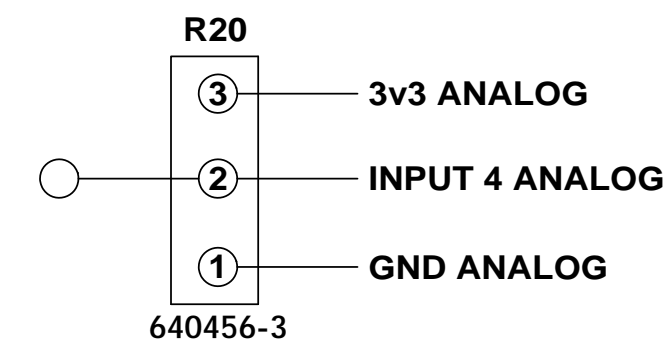 R20
3 3v3 ANALOG
2 INPUT 4 ANALOG
1 GND ANALOG
640456-3